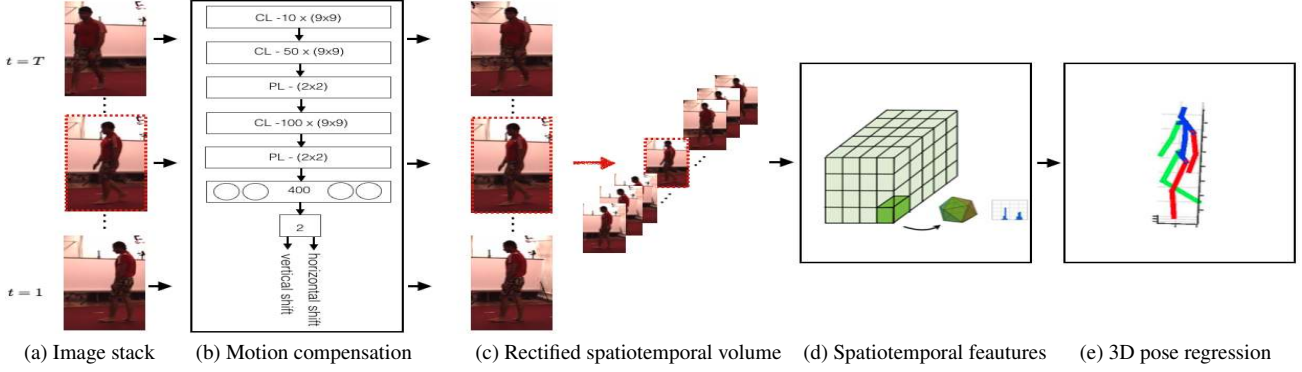 t = T
t = 1
CL -10 x (9x9)
CL - 50 x (9x9)
PL - (2x2)
CL -100 x (9x9)
PL - (2x2)
400
2
vertical shift
horizontal shift
(a) Image stack
(b) Motion compensation
(c) Rectified spatiotemporal volume
(d) Spatiotemporal feautures
(e) 3D pose regression